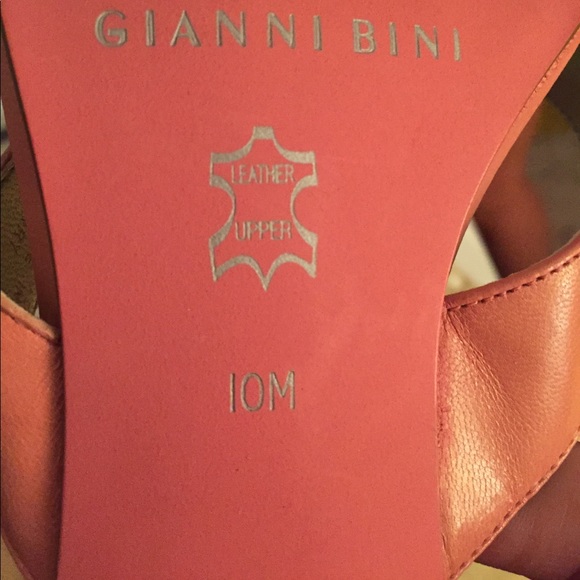 GIANNI BINI
LEATHER
UPPER
10M